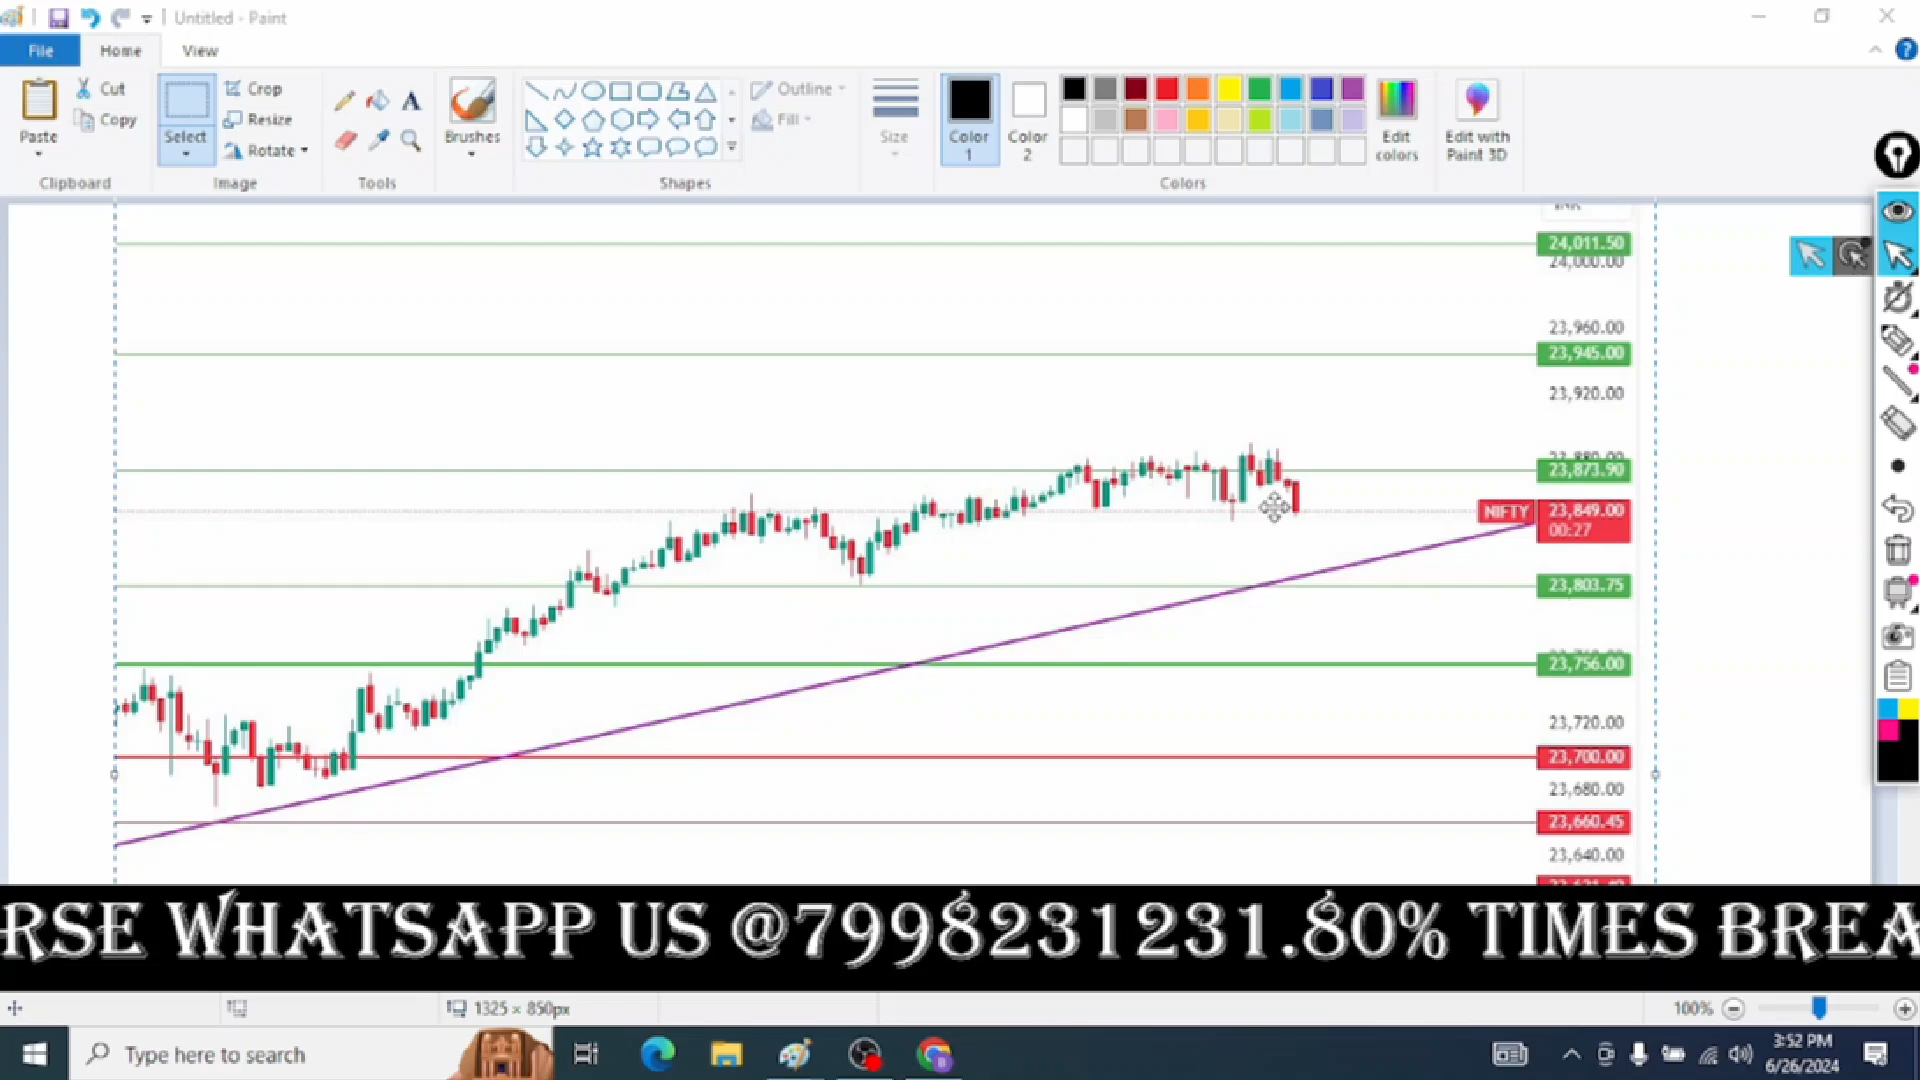 Untitled - Paint
File
Home
View
Paste
Cut
Copy
Clipboard
Select
Crop
Resize
Rotate
Image
Tools
Brushes
Shapes
Outline
Fill
Size
Color 1
Color 2
Edit colors
Edit with Paint 3D
Colors
24,011.50
24,000.00
23,960.00
23,945.00
23,920.00
23,873.90
NIFTY 23,849.00
00:27
23,803.75
23,756.00
23,720.00
23,700.00
23,680.00
23,660.45
23,640.00
RSE WHATSAPP US @7998231231.80% TIMES BREA
1325 × 850px
100%
Type here to search
3:52 PM
6/26/2024